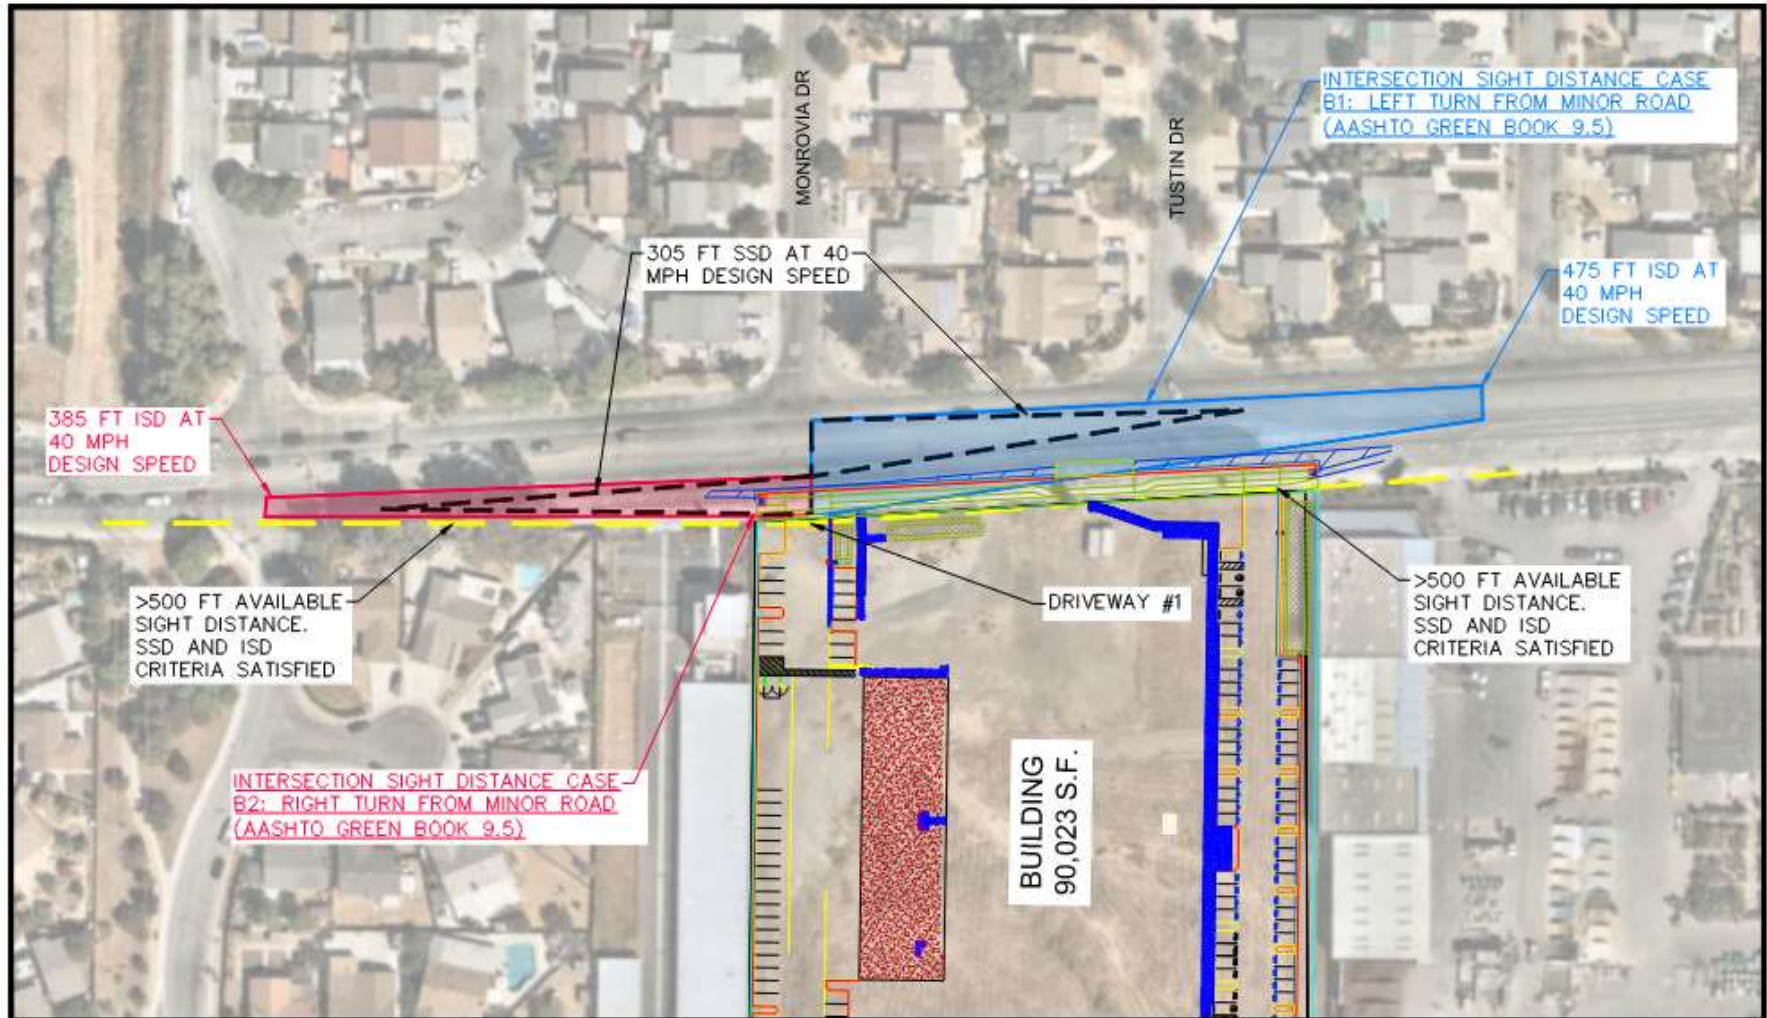 MONROVIA DR
TUSTIN DR
INTERSECTION SIGHT DISTANCE CASE
B1: LEFT TURN FROM MINOR ROAD
(AASHTO GREEN BOOK 9.5)
305 FT SSD AT 40
MPH DESIGN SPEED
475 FT ISD AT
40 MPH
DESIGN SPEED
385 FT ISD AT
40 MPH
DESIGN SPEED
>500 FT AVAILABLE
SIGHT DISTANCE.
SSD AND ISD
CRITERIA SATISFIED
DRIVEWAY #1
>500 FT AVAILABLE
SIGHT DISTANCE.
SSD AND ISD
CRITERIA SATISFIED
INTERSECTION SIGHT DISTANCE CASE
B2: RIGHT TURN FROM MINOR ROAD
(AASHTO GREEN BOOK 9.5)
BUILDING
90,023 S.F.